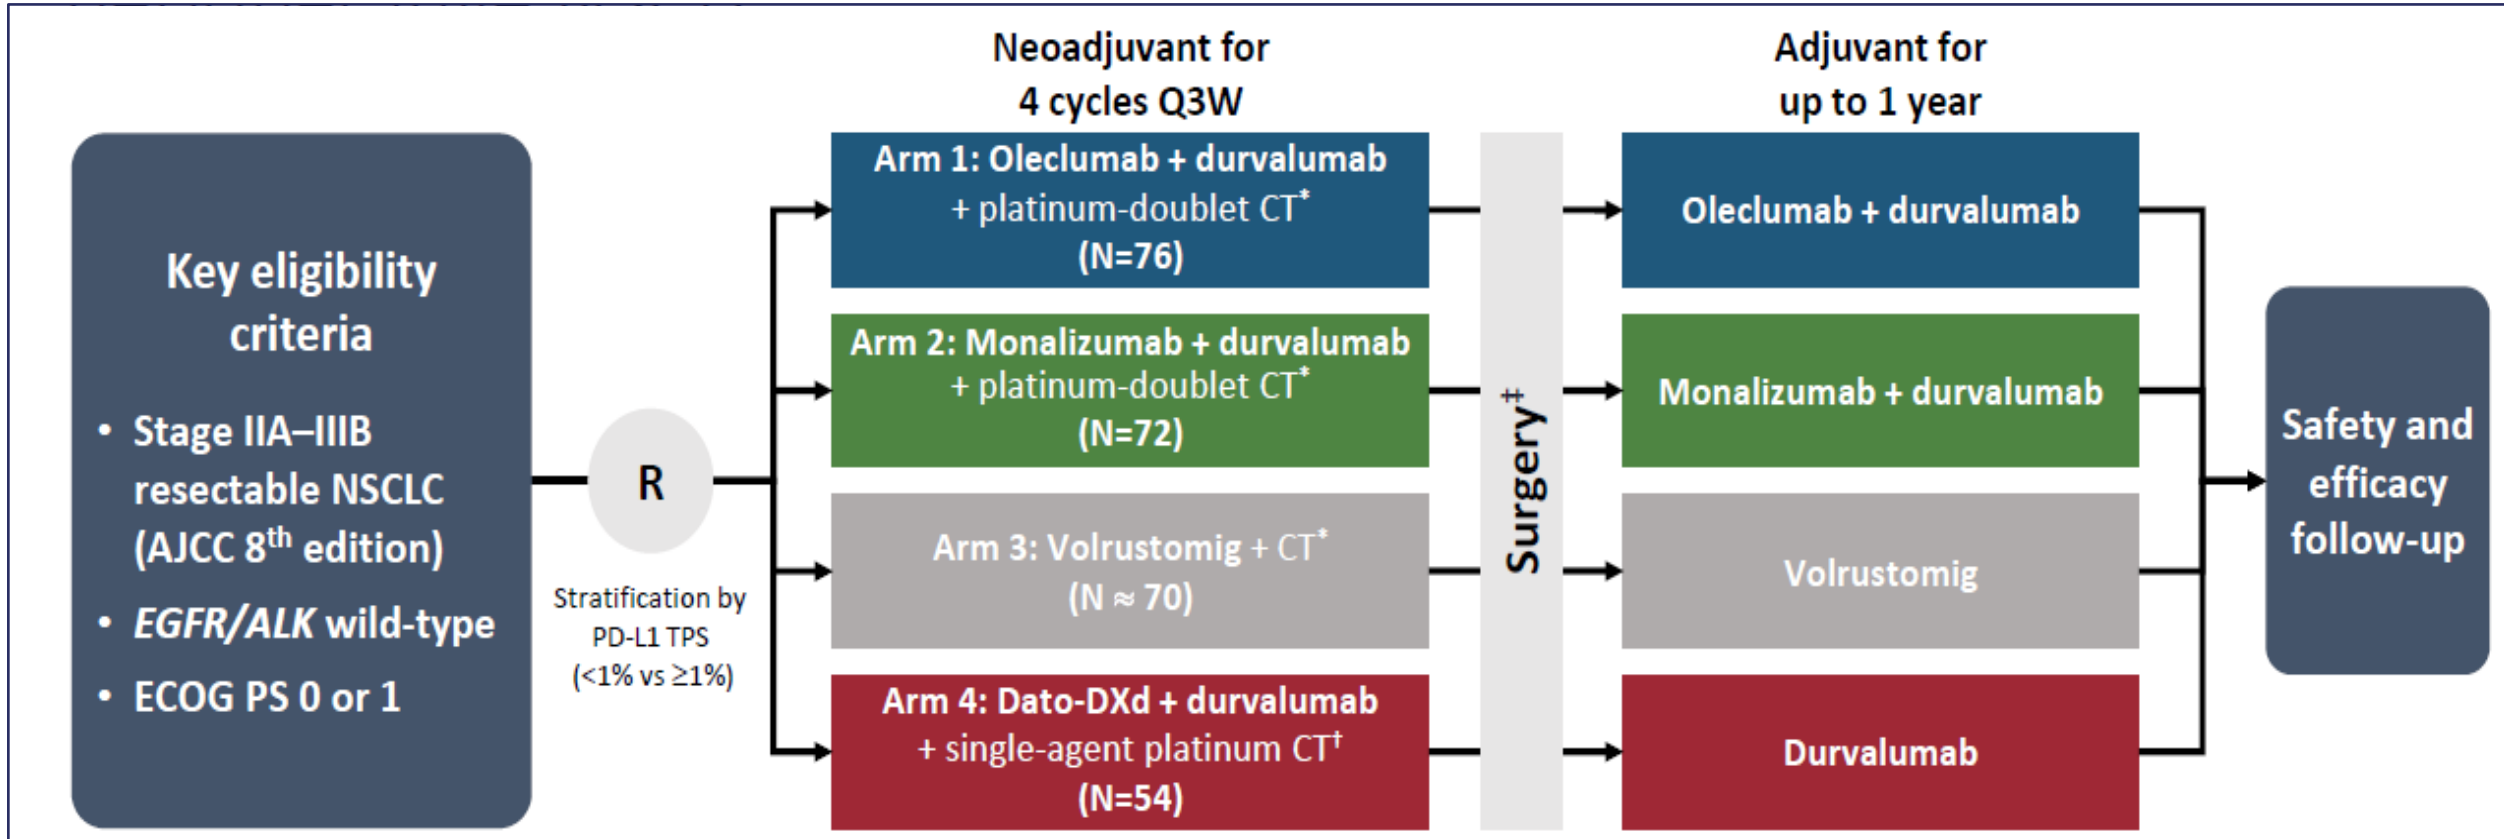 Neoadjuvant for
4 cycles Q3W
Adjuvant for
up to 1 year
Key eligibility
criteria
• Stage IIA–IIIB
resectable NSCLC
(AJCC 8th edition)
• EGFR/ALK wild-type
• ECOG PS 0 or 1
R
Stratification by
PD-L1 TPS
(<1% vs ≥1%)
Arm 1: Oleclumab + durvalumab
+ platinum-doublet CT*
(N=76)
Arm 2: Monalizumab + durvalumab
+ platinum-doublet CT*
(N=72)
Arm 3: Volrustomig + CT*
(N ≈ 70)
Arm 4: Dato-DXd + durvalumab
+ single-agent platinum CT†
(N=54)
Surgery‡
Oleclumab + durvalumab
Monalizumab + durvalumab
Volrustomig
Durvalumab
Safety and
efficacy
follow-up